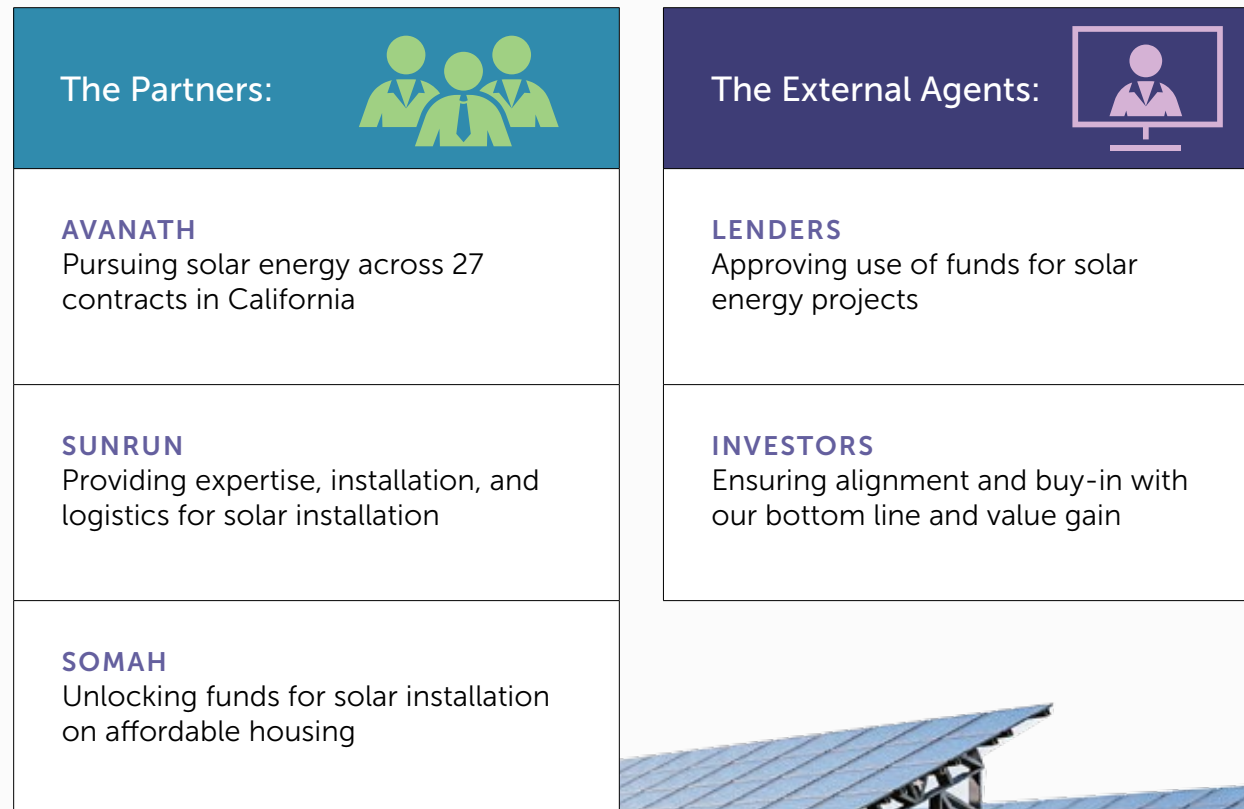 The Partners:
AVANATH
Pursuing solar energy across 27
contracts in California
SUNRUN
Providing expertise, installation, and
logistics for solar installation
SOMAH
Unlocking funds for solar installation
on affordable housing
The External Agents:
LENDERS
Approving use of funds for solar
energy projects
INVESTORS
Ensuring alignment and buy-in with
our bottom line and value gain